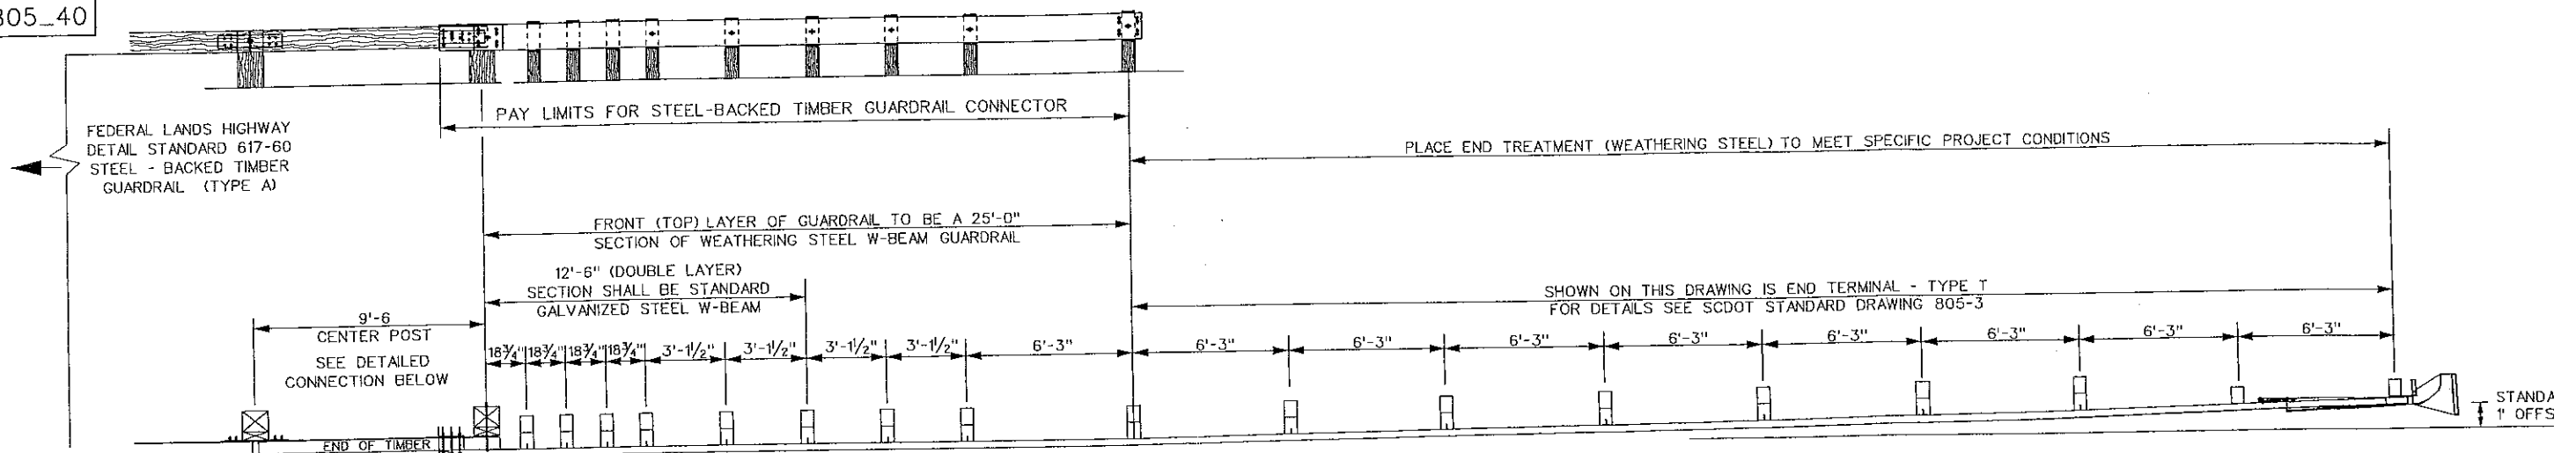 805_40
PAY LIMITS FOR STEEL-BACKED TIMBER GUARDRAIL CONNECTOR
FEDERAL LANDS HIGHWAY
DETAIL STANDARD 617-60
STEEL - BACKED TIMBER
GUARDRAIL (TYPE A)
PLACE END TREATMENT (WEATHERING STEEL) TO MEET SPECIFIC PROJECT CONDITIONS
FRONT (TOP) LAYER OF GUARDRAIL TO BE A 25'-0"
SECTION OF WEATHERING STEEL W-BEAM GUARDRAIL
12'-6" (DOUBLE LAYER)
SECTION SHALL BE STANDARD
GALVANIZED STEEL W-BEAM
SHOWN ON THIS DRAWING IS END TERMINAL - TYPE T
FOR DETAILS SEE SCDOT STANDARD DRAWING 805-3
9'-6
CENTER POST
SEE DETAILED
CONNECTION BELOW
18¾" 18¾" 18¾" 18¾" 3'-1½" 3'-1½" 3'-1½" 3'-1½" 6'-3" 6'-3" 6'-3" 6'-3" 6'-3" 6'-3" 6'-3" 6'-3" 6'-3"
STANDA
1' OFFS
END OF TIMBER